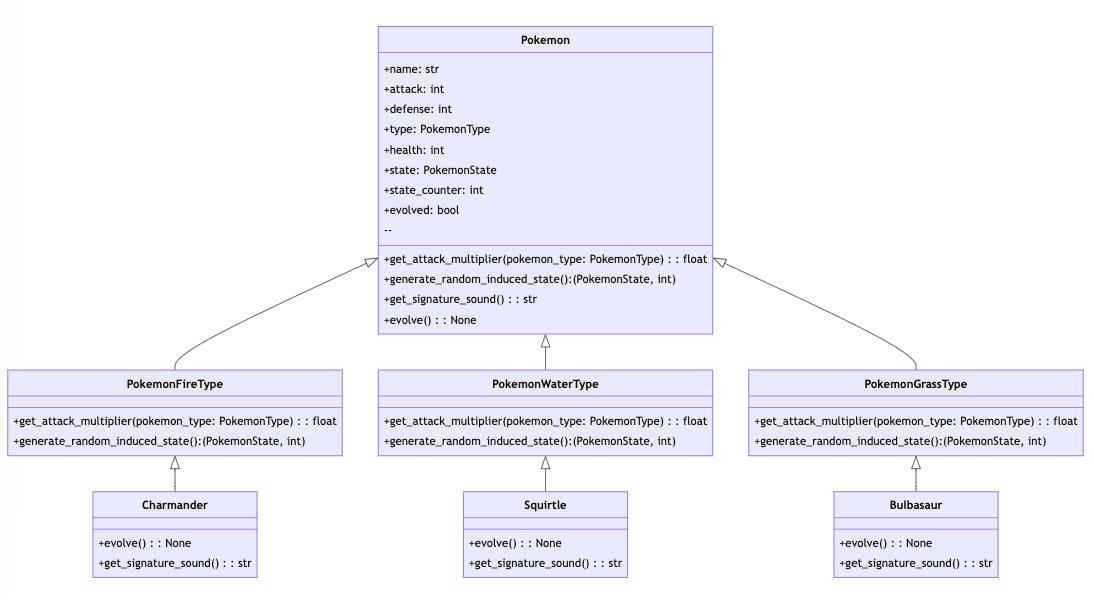 Pokemon
+name: str
+attack: int
+defense: int
+type: PokemonType
+health: int
+state: PokemonState
+state_counter: int
+evolved: bool
--
+get_attack_multiplier(pokemon_type: PokemonType) : : float
+generate_random_induced_state():(PokemonState, int)
+get_signature_sound() : : str
+evolve() : : None
PokemonFireType
+get_attack_multiplier(pokemon_type: PokemonType) : : float
+generate_random_induced_state():(PokemonState, int)
PokemonWaterType
+get_attack_multiplier(pokemon_type: PokemonType) : : float
+generate_random_induced_state():(PokemonState, int)
PokemonGrassType
+get_attack_multiplier(pokemon_type: PokemonType) : : float
+generate_random_induced_state():(PokemonState, int)
Charmander
+evolve() : : None
+get_signature_sound() : : str
Squirtle
+evolve() : : None
+get_signature_sound() : : str
Bulbasaur
+evolve() : : None
+get_signature_sound() : : str